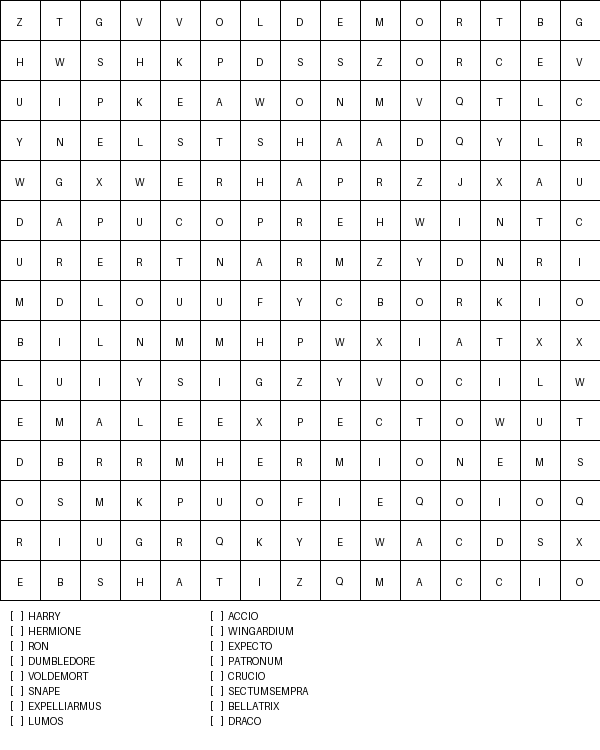 Z T G V V O L D E M O R T B G
H W S H K P D S S Z O R C E V
U I P K E A W O N M V Q T L C
Y N E L S T S H A A D Q Y L R
W G X W E R H A P R Z J X A U
D A P U C O P R E H W I N T C
U R E R T N A R M Z Y D N R I
M D L O U U F Y C B O R K I O
B I L N M M H P W X I A T X X
L U I Y S I G Z Y V O C I L W
E M A L E E X P E C T O W U T
D B R R M H E R M I O N E M S
O S M K P U O F I E Q O I O Q
R I U G R Q K Y E W A C D S X
E B S H A T I Z Q M A C C I O
[ ] HARRY [ ] ACCIO
[ ] HERMIONE [ ] WINGARDIUM
[ ] RON [ ] EXPECTO
[ ] DUMBLEDORE [ ] PATRONUM
[ ] VOLDEMORT [ ] CRUCIO
[ ] SNAPE [ ] SECTUMSEMPRA
[ ] EXPELLIARMUS [ ] BELLATRIX
[ ] LUMOS [ ] DRACO